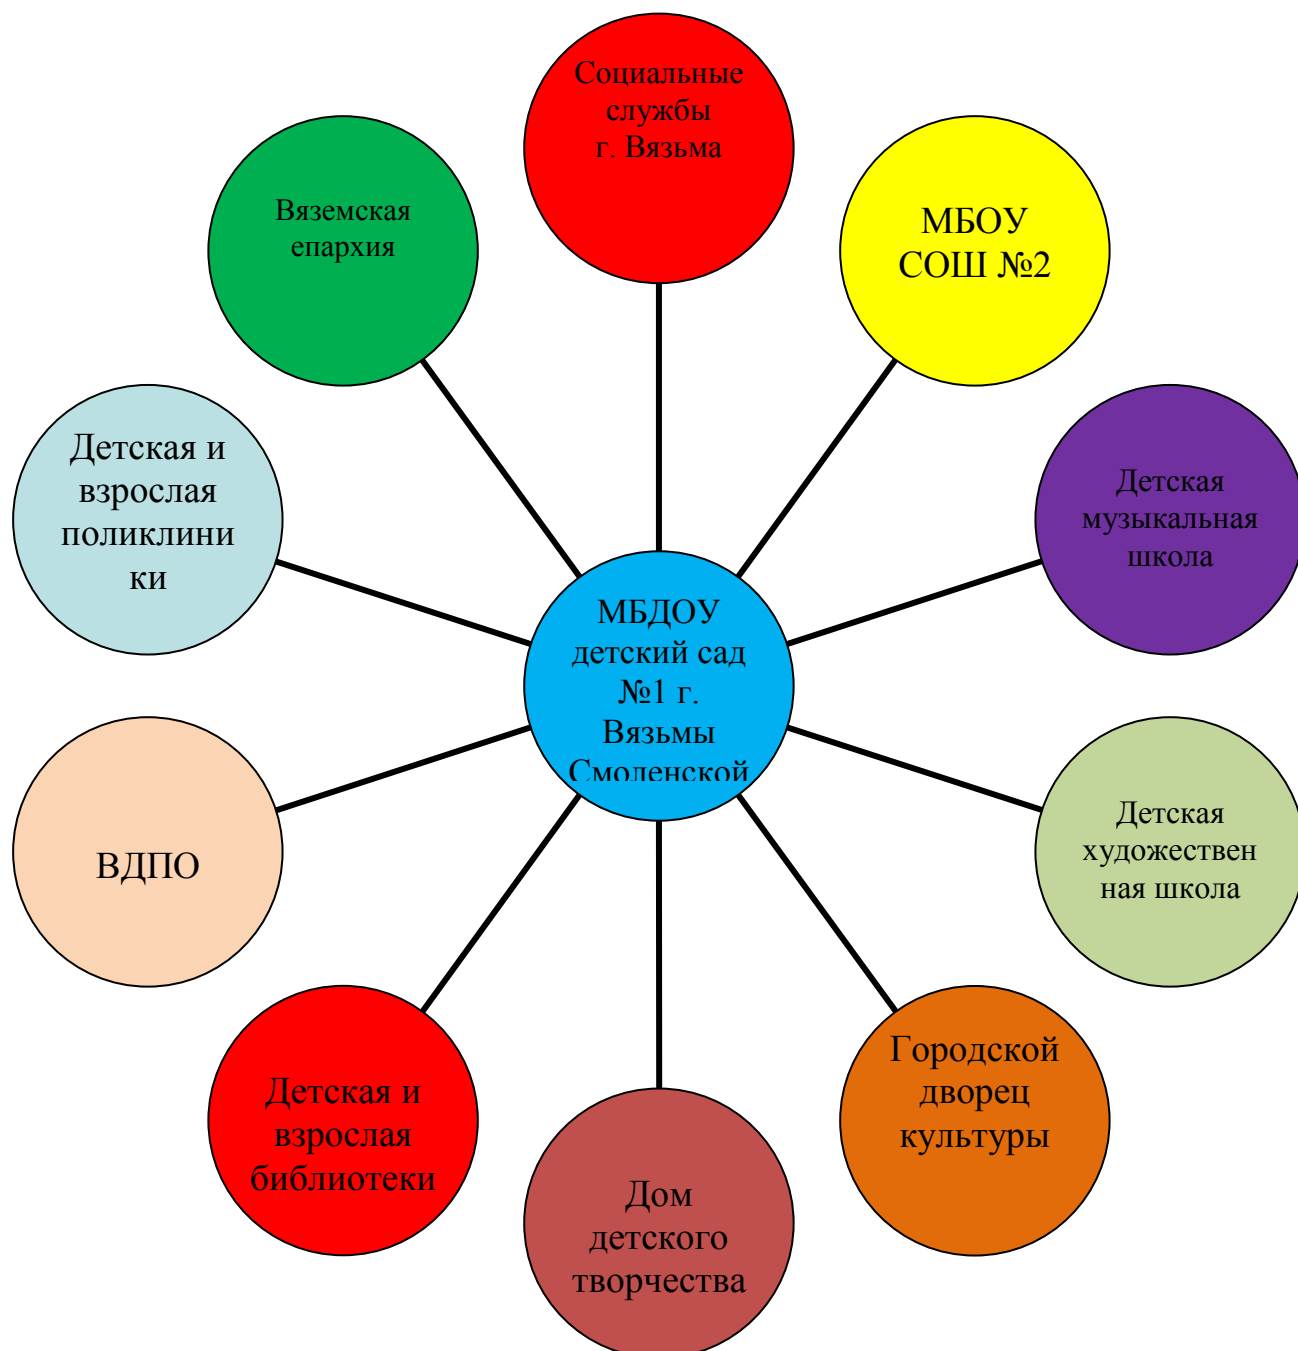 Социальные
службы
г. Вязьма
МБОУ
СОШ №2
Вяземская
епархия
Детская и
взрослая
поликлини
ки
Детская
музыкальная
школа
МБДОУ
детский сад
№1 г.
Вязьмы
Смоленской
Детская
художествен
ная школа
ВДПО
Городской
дворец
культуры
Детская и
взрослая
библиотеки
Дом
детского
творчества